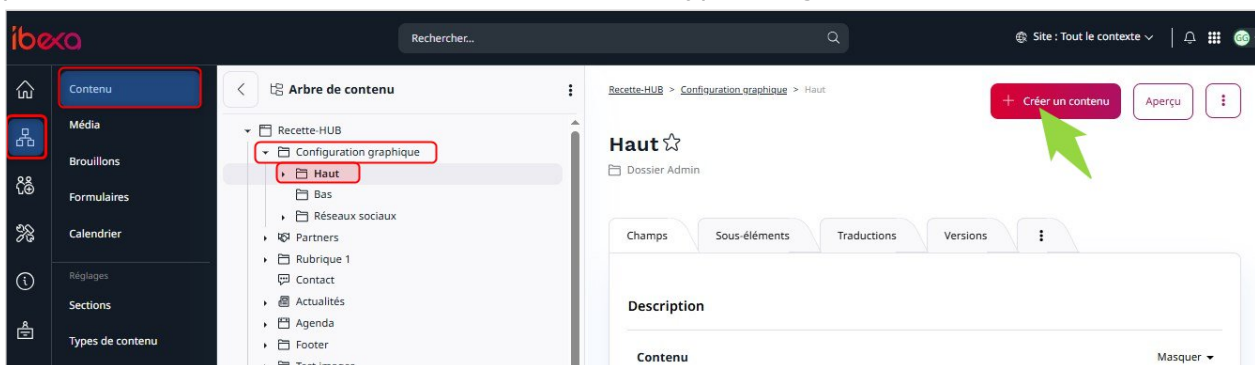 ibexa
Rechercher...
Site : Tout le contexte
GG
Contenu
Média
Brouillons
Formulaires
Calendrier
Réglages
Sections
Types de contenu
Arbre de contenu
Recette-HUB
Configuration graphique
Haut
Bas
Réseaux sociaux
Partners
Rubrique 1
Contact
Actualités
Agenda
Footer
Test images
Recette-HUB > Configuration graphique > Haut
+ Créer un contenu
Aperçu
Haut
Dossier Admin
Champs
Sous-éléments
Traductions
Versions
Description
Contenu
Masquer